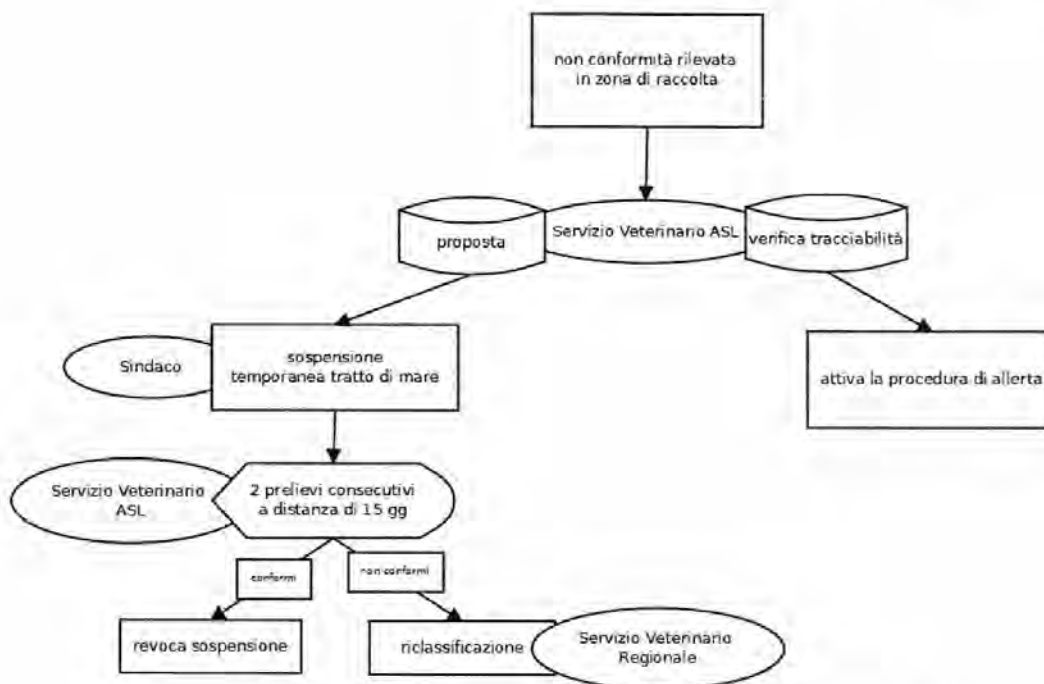 non conformità rilevata
in zona di raccolta
proposta
Servizio Veterinario ASL
verifica tracciabilità
Sindaco
sospensione
temporanea tratto di mare
attiva la procedura di allerta
Servizio Veterinario
ASL
2 prelievi consecutivi
a distanza di 15 gg
conformi
non conformi
revoca sospensione
riclassificazione
Servizio Veterinario
Regionale